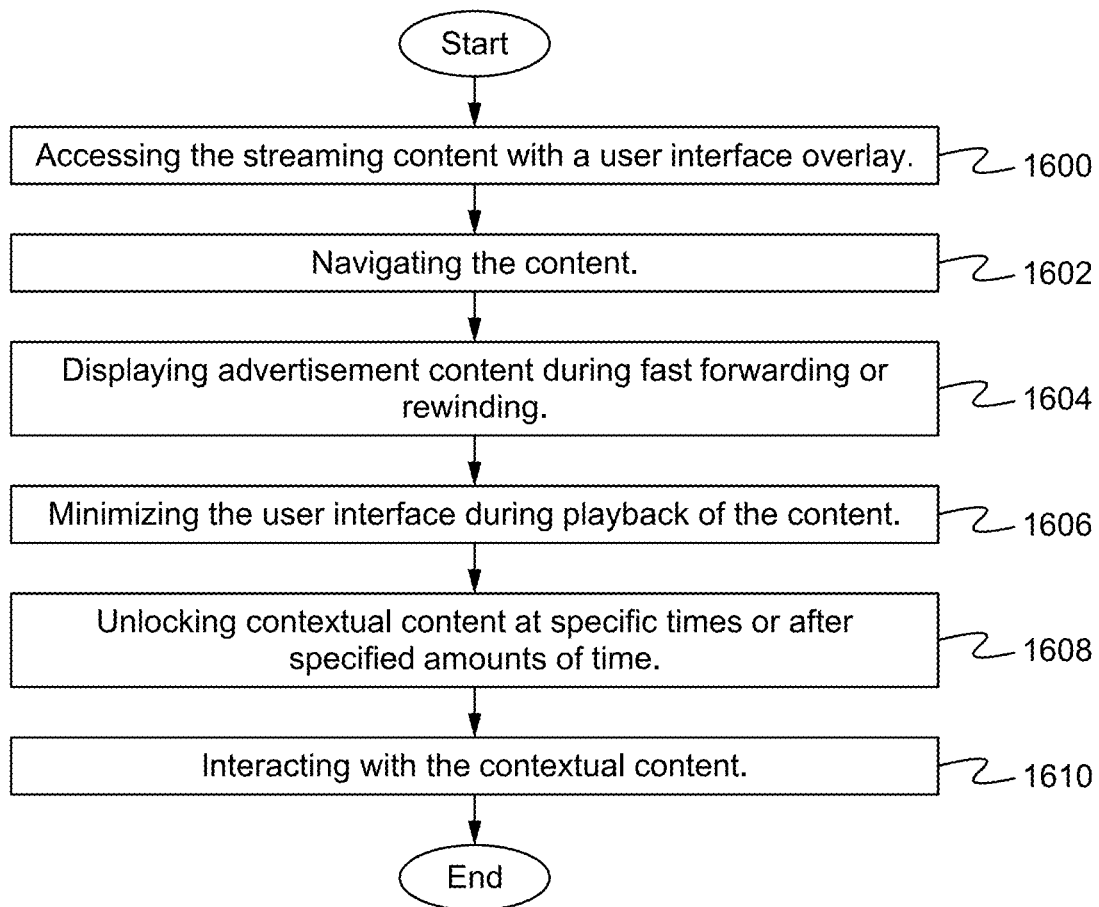 Start
Accessing the streaming content with a user interface overlay.
1600
Navigating the content.
1602
Displaying advertisement content during fast forwarding or
rewinding.
1604
Minimizing the user interface during playback of the content.
1606
Unlocking contextual content at specific times or after
specified amounts of time.
1608
Interacting with the contextual content.
1610
End